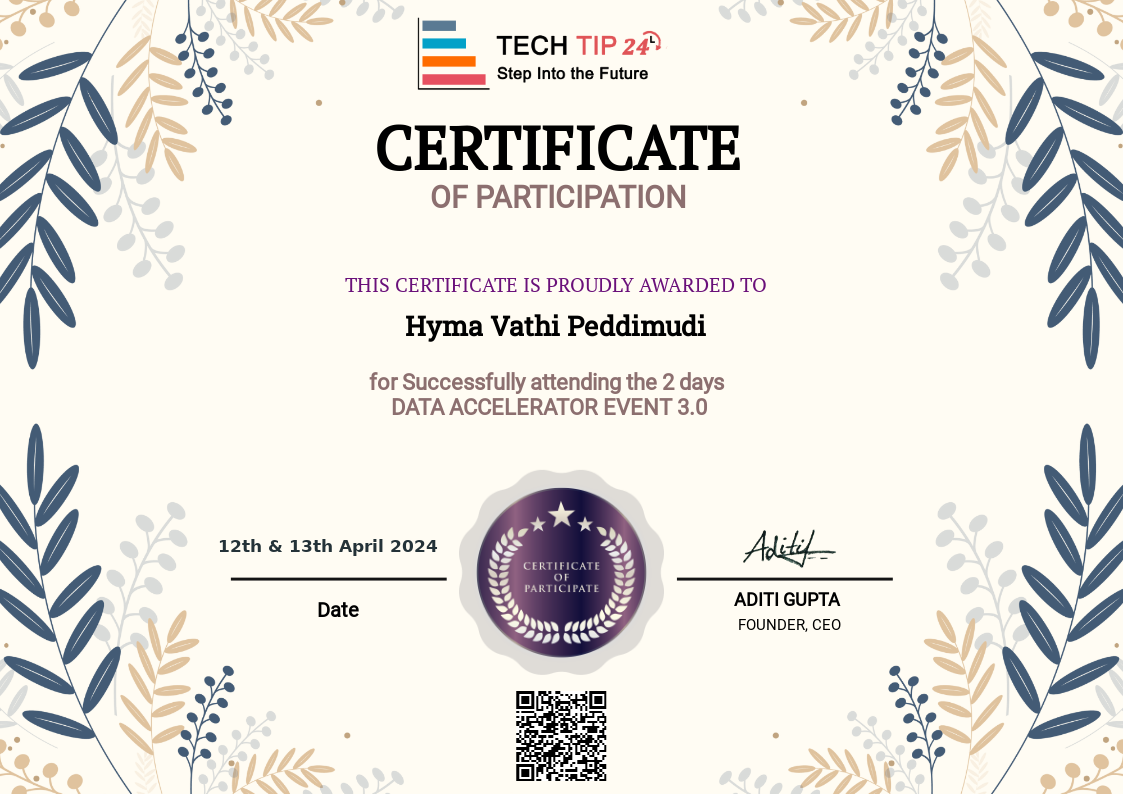 TECH TIP 24
L
Step Into the Future
CERTIFICATE
OF PARTICIPATION
THIS CERTIFICATE IS PROUDLY AWARDED TO
Hyma Vathi Peddimudi
for Successfully attending the 2 days
DATA ACCELERATOR EVENT 3.0
12th & 13th April 2024
Date
CERTIFICATE
OF
PARTICIPATE
Aditi
ADITI GUPTA
FOUNDER, CEO